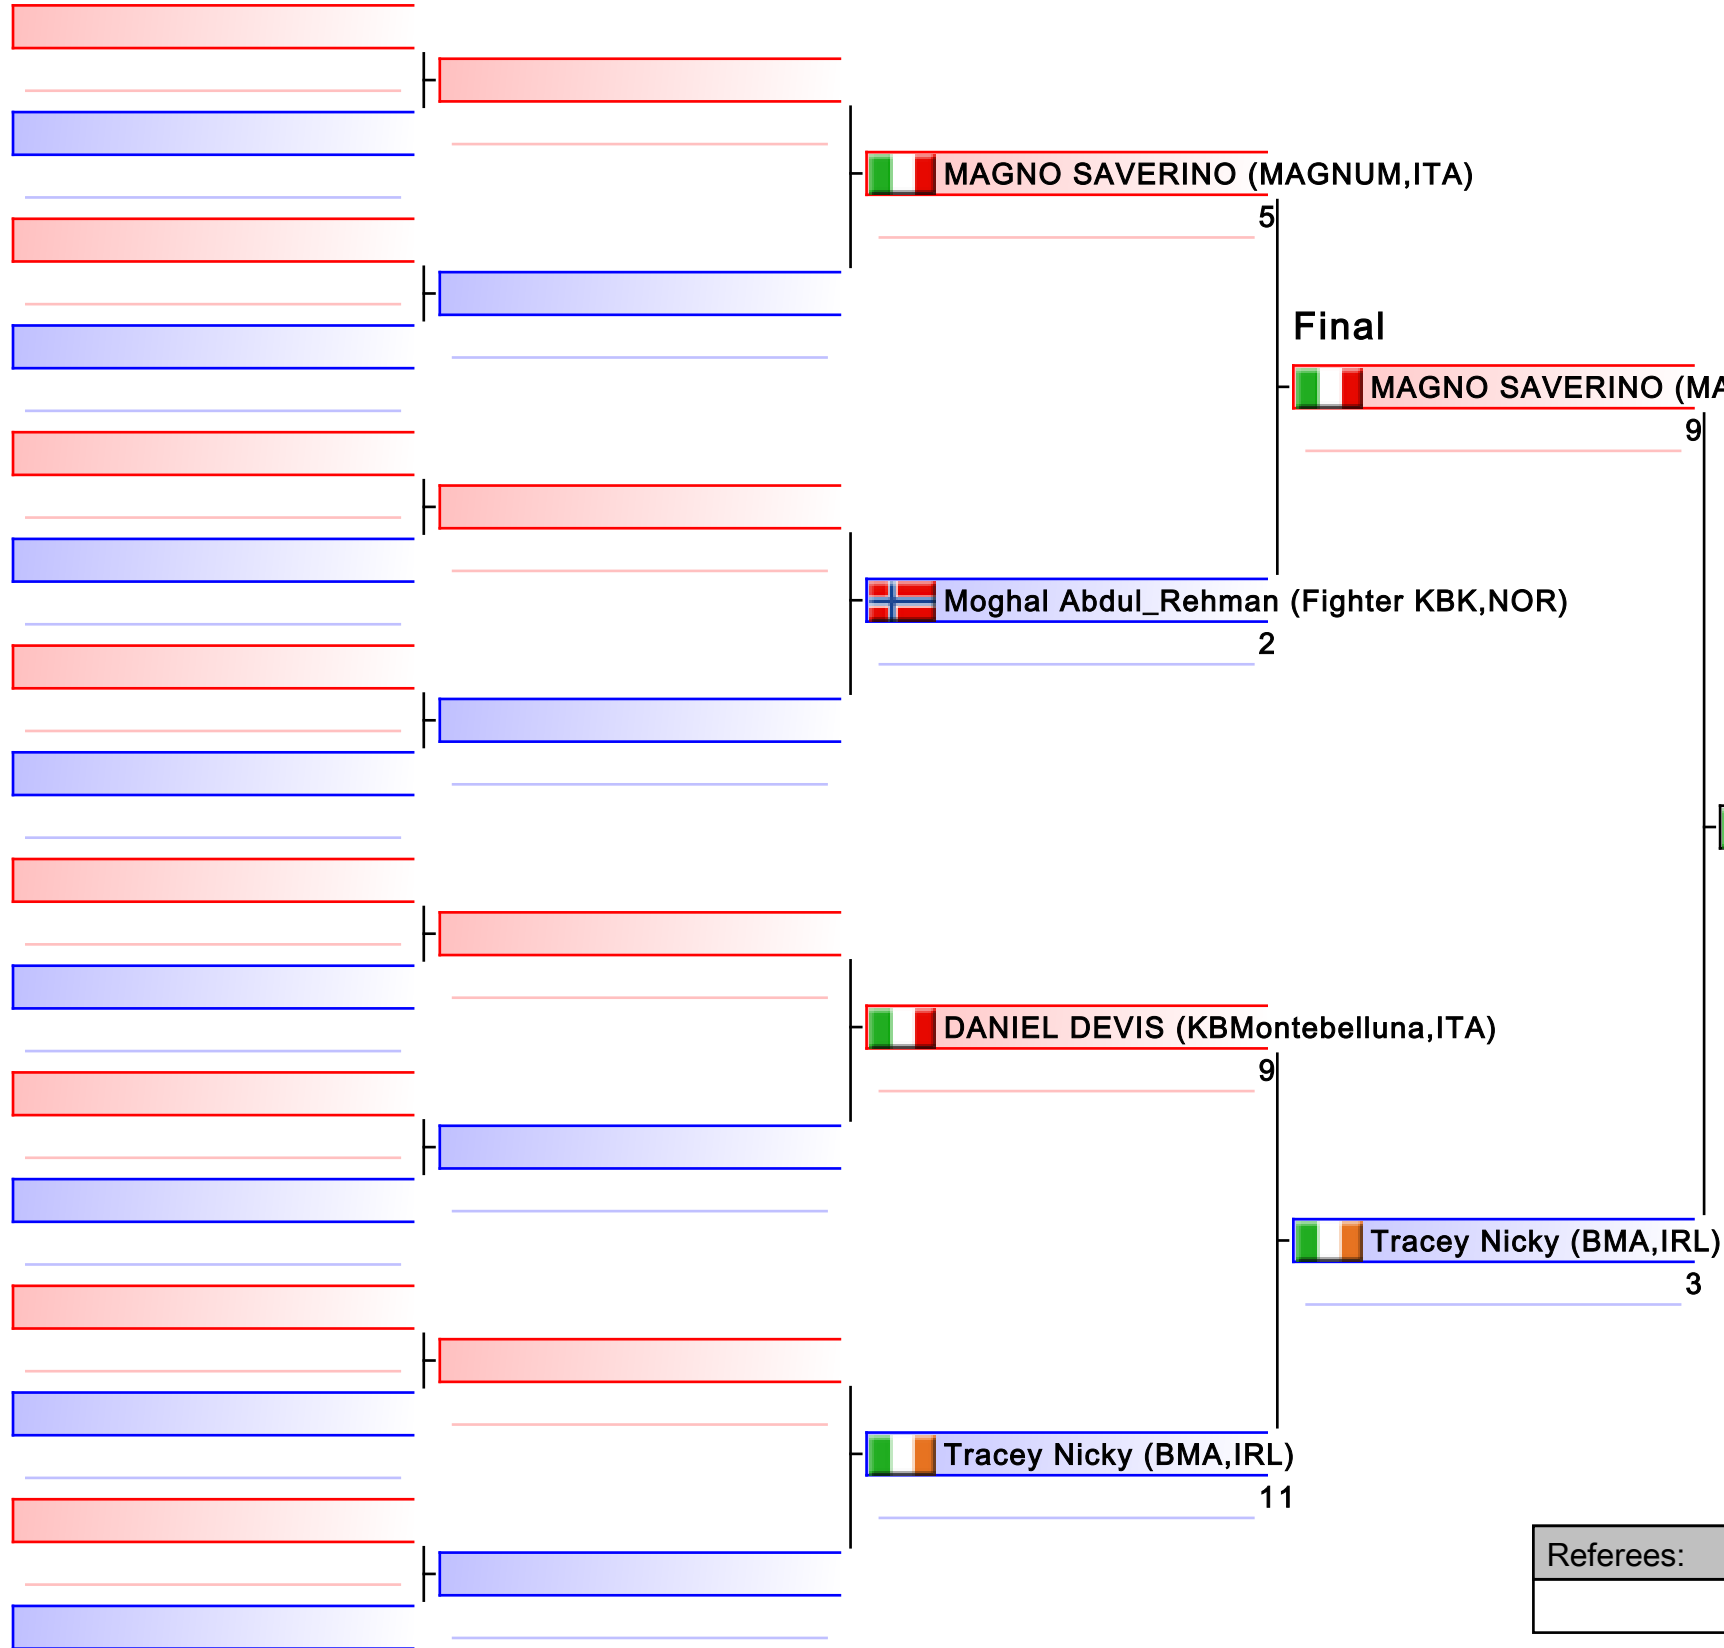 MAGNO SAVERINO (MAGNUM,ITA)
5
Final
MAGNO SAVERINO (MA
9
Moghal Abdul_Rehman (Fighter KBK,NOR)
2
DANIEL DEVIS (KBMontebelluna,ITA)
9
Tracey Nicky (BMA,IRL)
3
Tracey Nicky (BMA,IRL)
11
Referees: